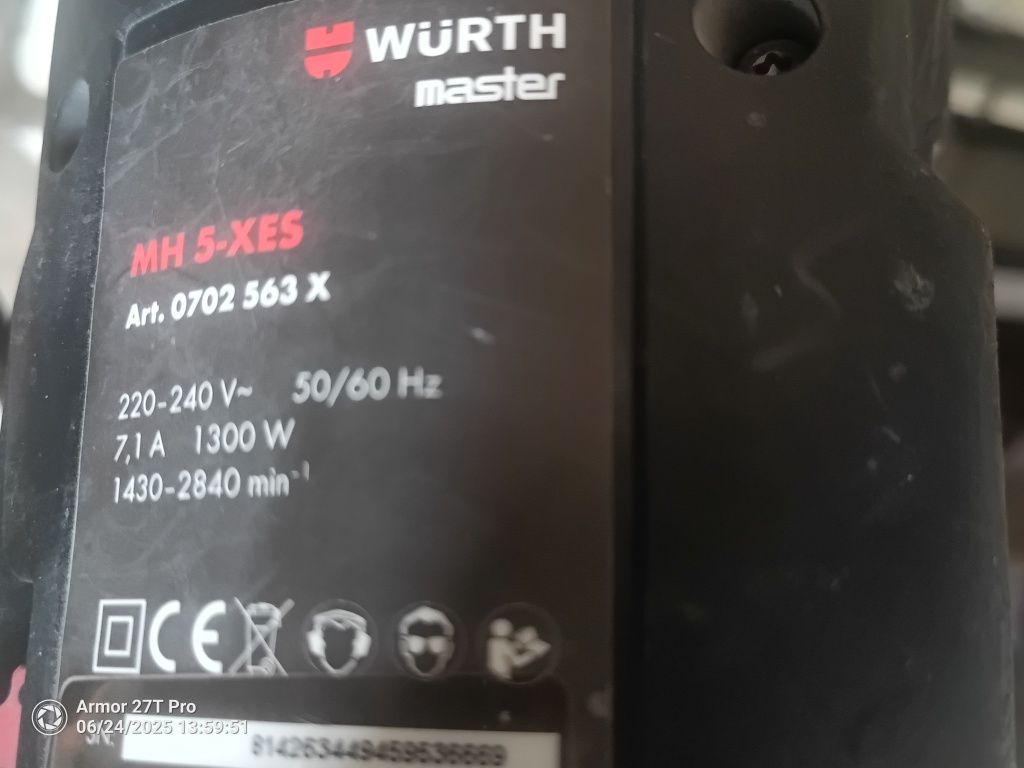 WÜRTH
master
MH 5-XES
Art. 0702 563 X
220-240 V~ 50/60 Hz
7,1 A 1300 W
1430-2840 min⁻¹
CE
Armor 27T Pro
06/24/2025 13:59:51